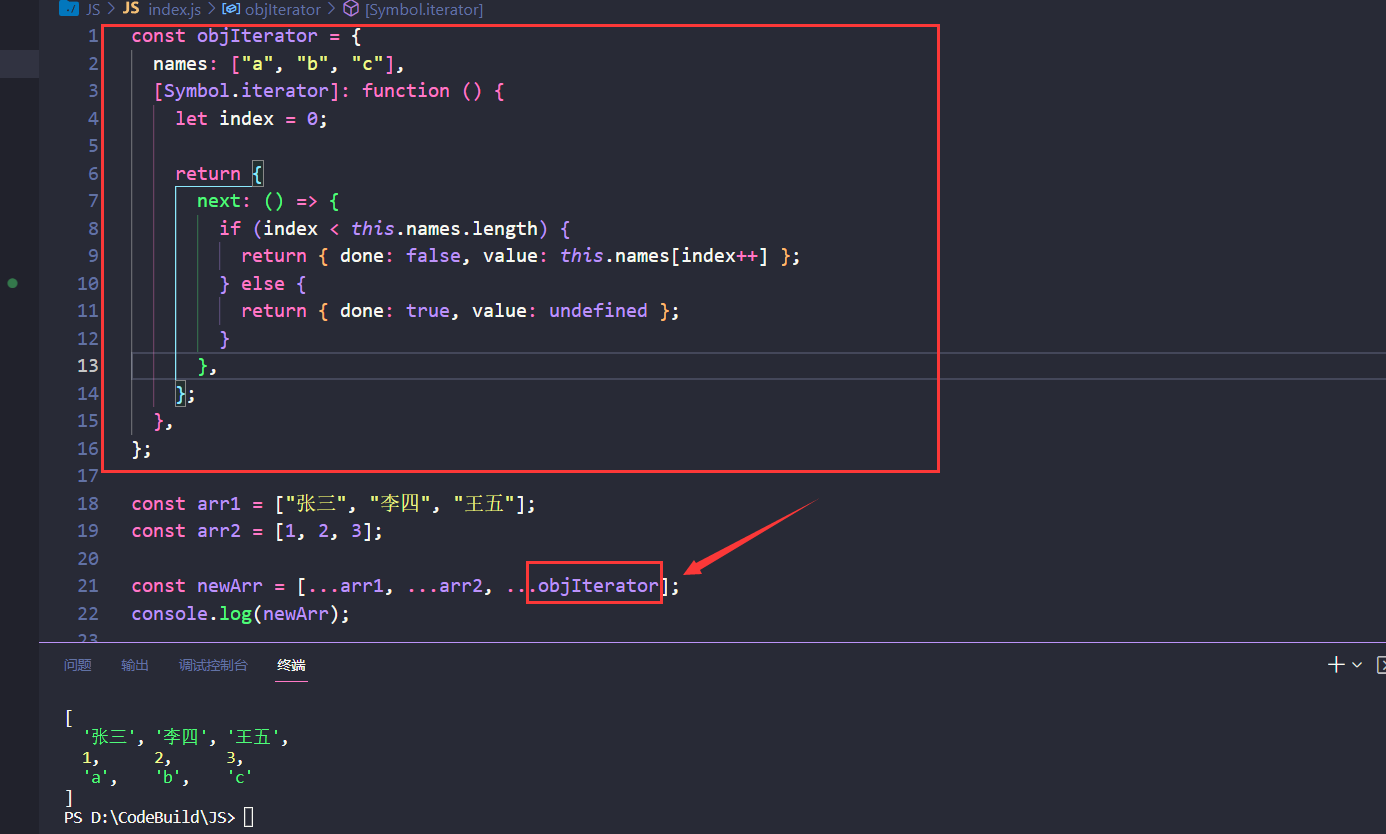 JS > JS index.js > objIterator > [Symbol.iterator]
1 const objIterator = {
2 names: ["a", "b", "c"],
3 [Symbol.iterator]: function () {
4 let index = 0;
5
6 return {
7 next: () => {
8 if (index < this.names.length) {
9 return { done: false, value: this.names[index++] };
10 } else {
11 return { done: true, value: undefined };
12 }
13 },
14 };
15 },
16 };
17
18 const arr1 = ["张三", "李四", "王五"];
19 const arr2 = [1, 2, 3];
20
21 const newArr = [...arr1, ...arr2, ...objIterator];
22 console.log(newArr);
23
问题 输出 调试控制台 终端
[
'张三', '李四', '王五',
1, 2, 3,
'a', 'b', 'c'
]
PS D:\CodeBuild\JS>